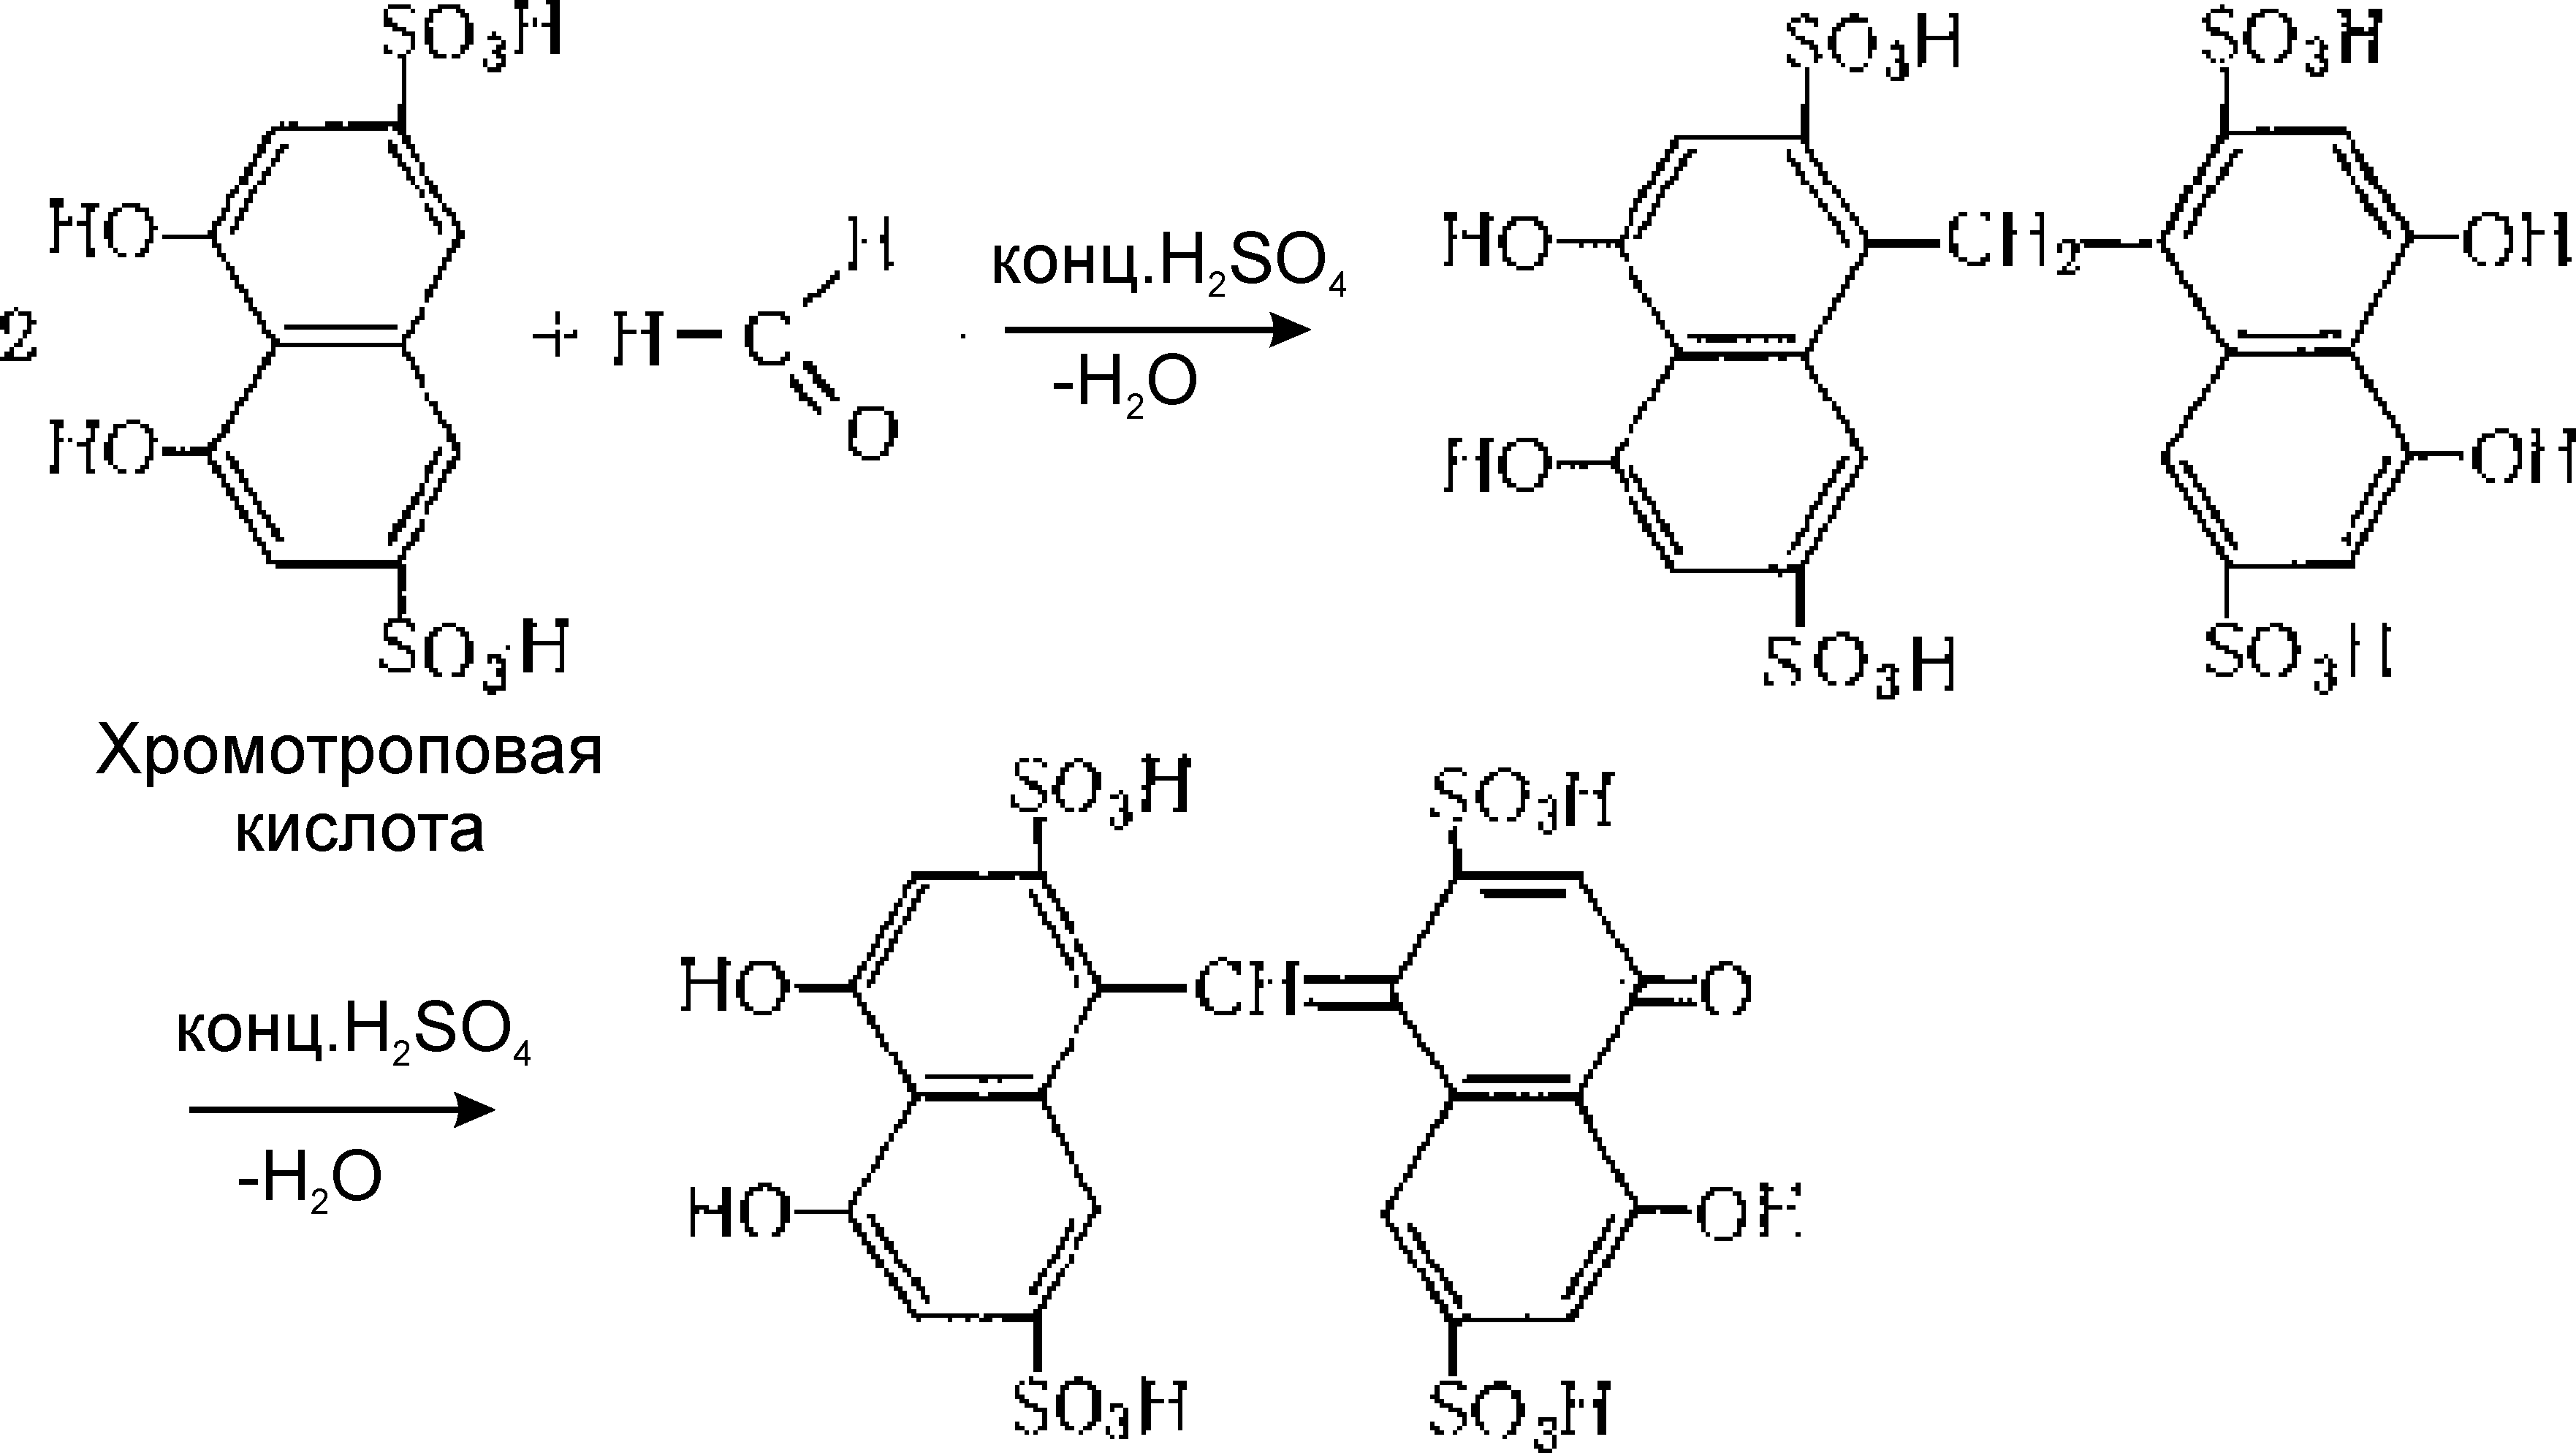 SO₃H
SO₃H
SO₃H
HO
H
конц.H₂SO₄
HO
CH₂
OH
2
+
H
C
-H₂O
HO
O
HO
OH
SO₃H
SO₃H
SO₃H
Хромотроповая
кислота
SO₃H
SO₃H
конц.H₂SO₄
HO
CH
O
-H₂O
HO
OH
SO₃H
SO₃H